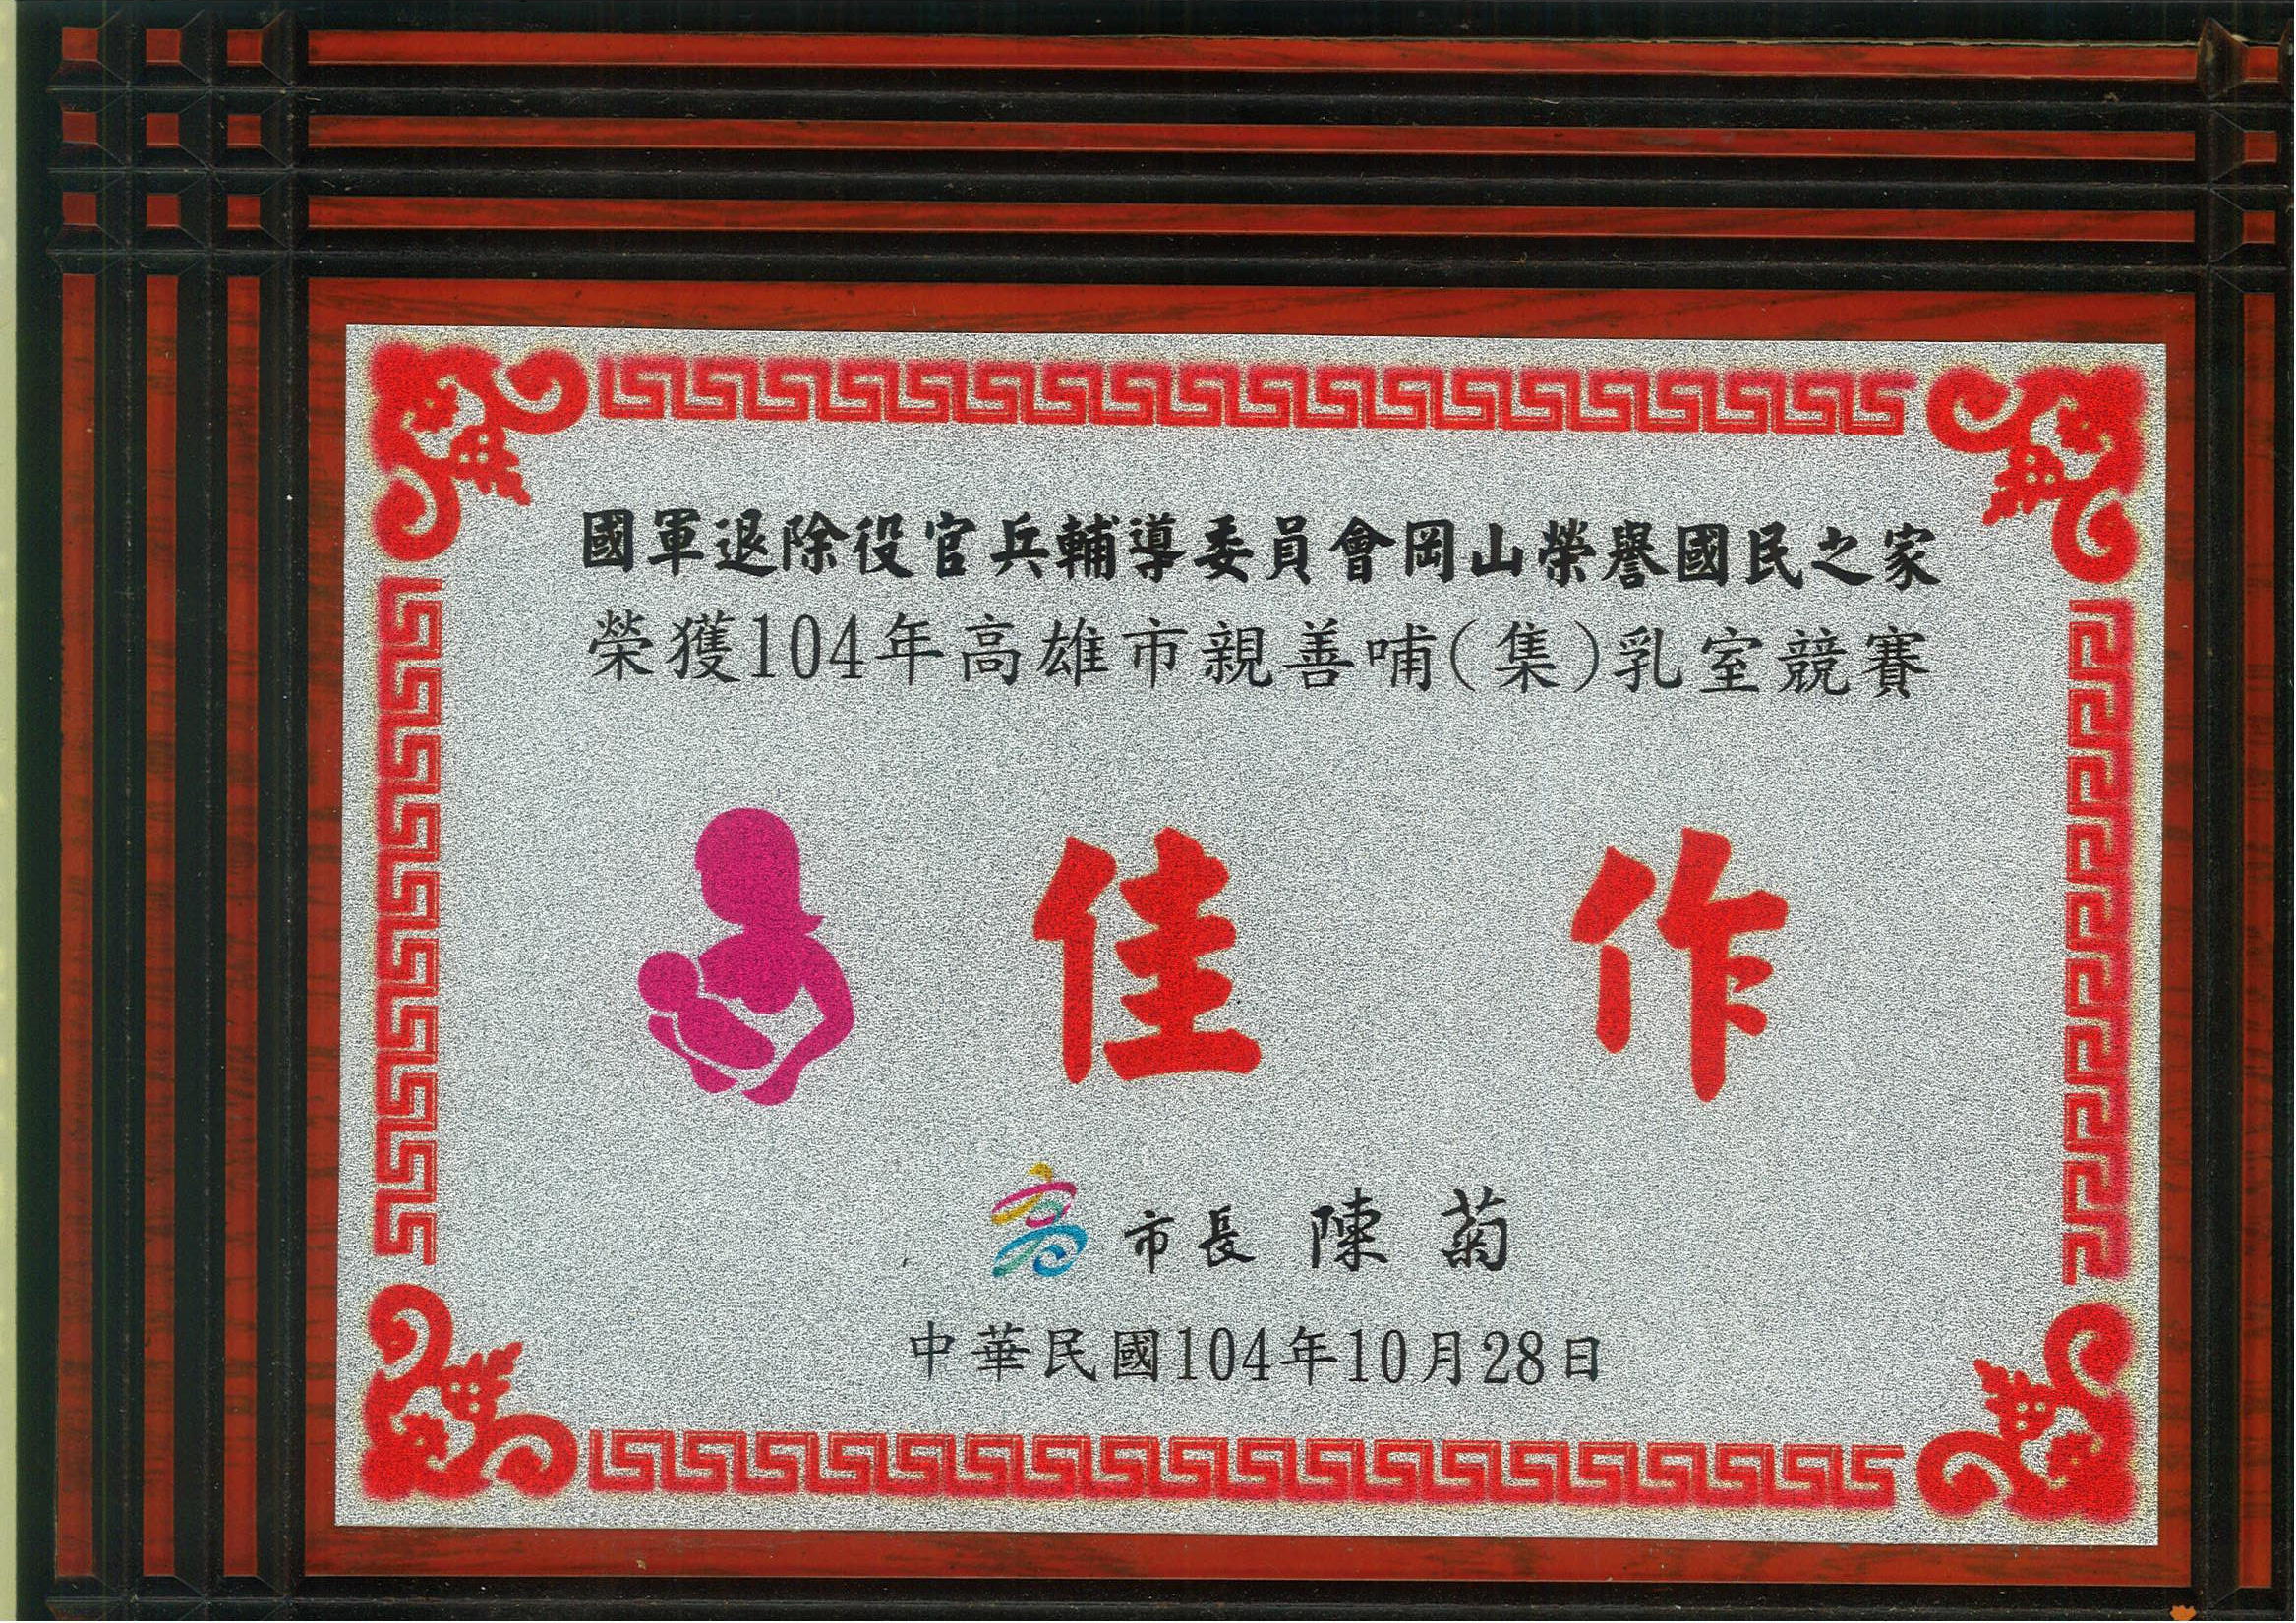 國軍退除役官兵輔導委員會岡山榮譽國民之家
榮獲104年高雄市親善哺(集)乳室競賽
佳 作
市長 陳 菊
中華民國104年10月28日